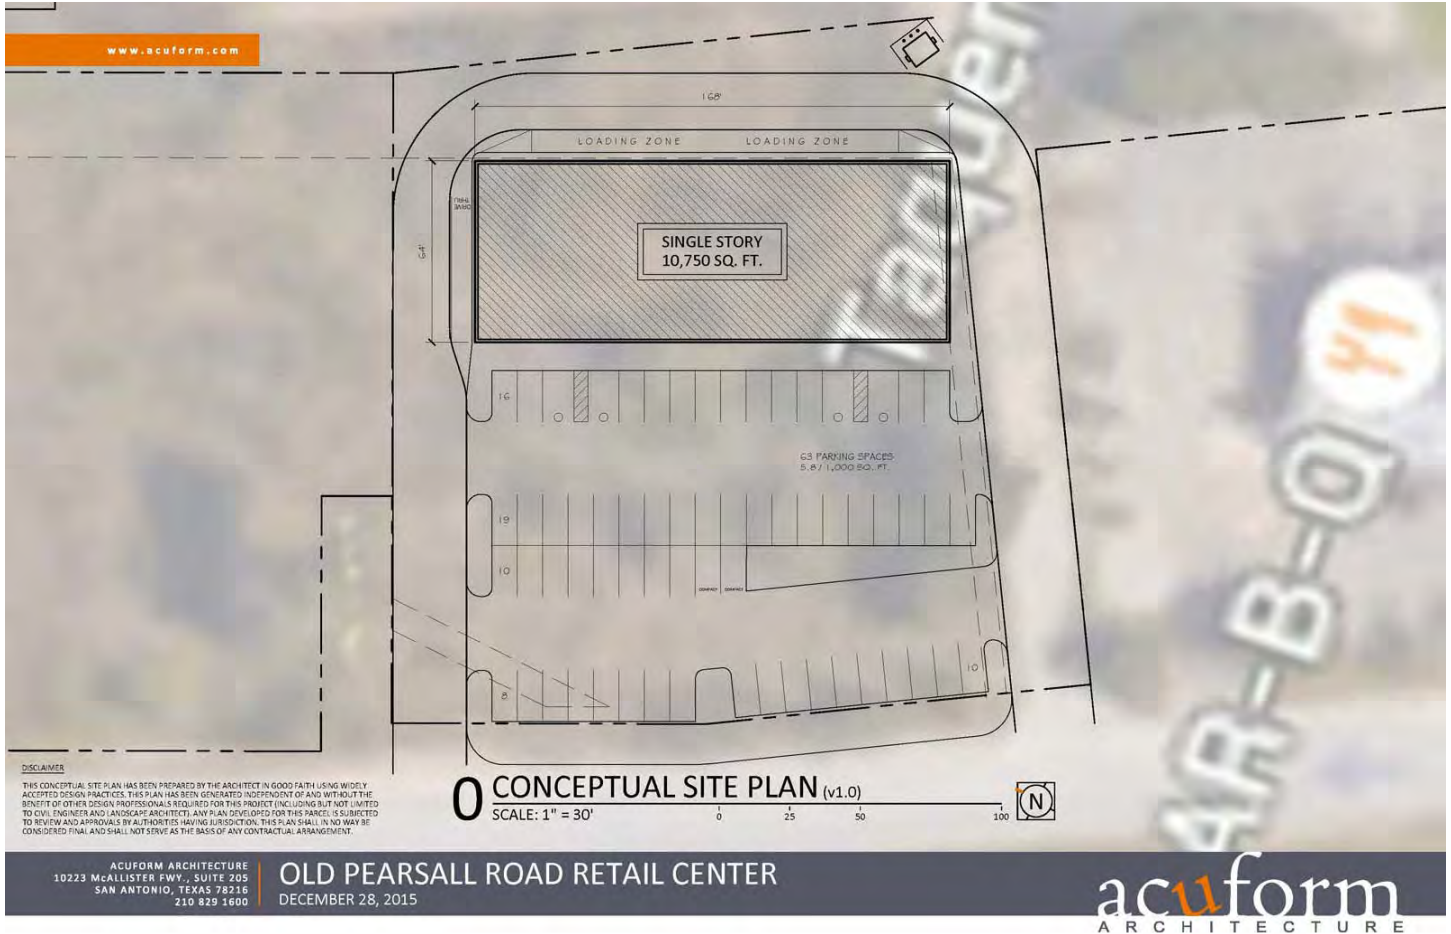 www.acuform.com
168'
LOADING ZONE LOADING ZONE
DRIVE
THRU
64'
SINGLE STORY
10,750 SQ. FT.
Taquer
Y1
AR-B-Q
16
63 PARKING SPACES
5.8 / 1,000 SQ. FT.
19
10
COMPACT COMPACT
10
8
DISCLAIMER
THIS CONCEPTUAL SITE PLAN HAS BEEN PREPARED BY THE ARCHITECT IN GOOD FAITH USING WIDELY
ACCEPTED DESIGN PRACTICES. THIS PLAN HAS BEEN GENERATED INDEPENDENT OF AND WITHOUT THE
BENEFIT OF OTHER DESIGN PROFESSIONALS REQUIRED FOR THIS PROJECT (INCLUDING BUT NOT LIMITED
TO CIVIL ENGINEER AND LANDSCAPE ARCHITECT). ANY PLAN DEVELOPED FOR THIS PARCEL IS SUBJECTED
TO REVIEW AND APPROVALS BY AUTHORITIES HAVING JURISDICTION. THIS PLAN SHALL IN NO WAY BE
CONSIDERED FINAL AND SHALL NOT SERVE AS THE BASIS OF ANY CONTRACTUAL ARRANGEMENT.
0 CONCEPTUAL SITE PLAN (v1.0)
SCALE: 1" = 30'
0 25 50 100
N
ACUFORM ARCHITECTURE
10223 McALLISTER FWY., SUITE 205
SAN ANTONIO, TEXAS 78216
210 829 1600
OLD PEARSALL ROAD RETAIL CENTER
DECEMBER 28, 2015
acuform
ARCHITECTURE